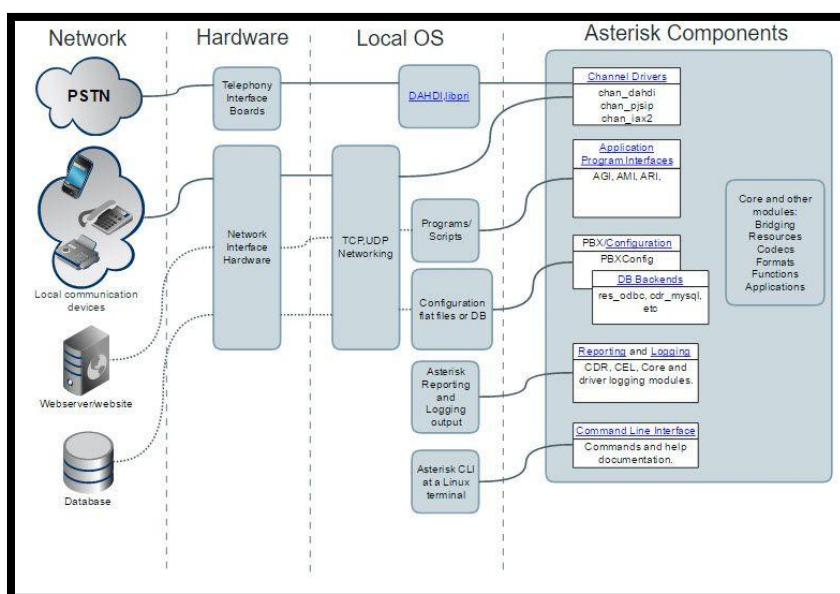 Network
Hardware
Local OS
Asterisk Components
PSTN
Telephony
Interface
Boards
DAHDI,libpri
Channel Drivers
chan_dahdi
chan_pjsip
chan_iax2
Local communication
devices
Network
Interface
Hardware
TCP,UDP
Networking
Programs/
Scripts
Application
Program Interfaces
AGI, AMI, ARI,
Core and other
modules:
Bridging
Resources
Codecs
Formats
Functions
Applications
Configuration
flat files or DB
PBX/Configuration
PBXConfig
DB Backends
res_odbc, cdr_mysql,
etc
Webserver/website
Asterisk
Reporting
and
Logging
output
Reporting and Logging
CDR, CEL, Core and
driver logging modules.
Database
Asterisk CLI
at a Linux
terminal
Command Line Interface
Commands and help
documentation.